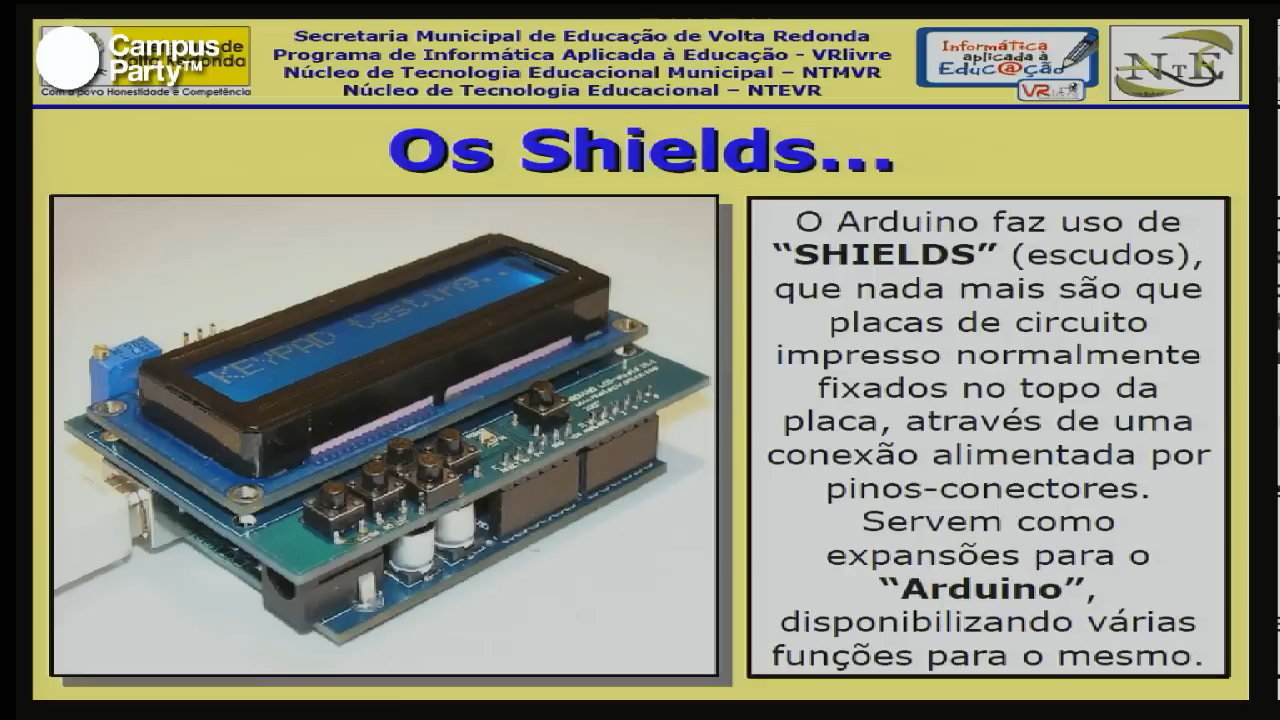 Campus
Party™
de
Volta Redonda
Com o povo Honestidade e Competência
Secretaria Municipal de Educação de Volta Redonda
Programa de Informática Aplicada à Educação - VRlivre
Núcleo de Tecnologia Educacional Municipal – NTMVR
Núcleo de Tecnologia Educacional – NTEVR
Informática
aplicada à
Educ@ção
VR
NTE
Os Shields...
KEYPAD testing..
O Arduino faz uso de
“SHIELDS” (escudos),
que nada mais são que
placas de circuito
impresso normalmente
fixados no topo da
placa, através de uma
conexão alimentada por
pinos-conectores.
Servem como
expansões para o
“Arduino”,
disponibilizando várias
funções para o mesmo.